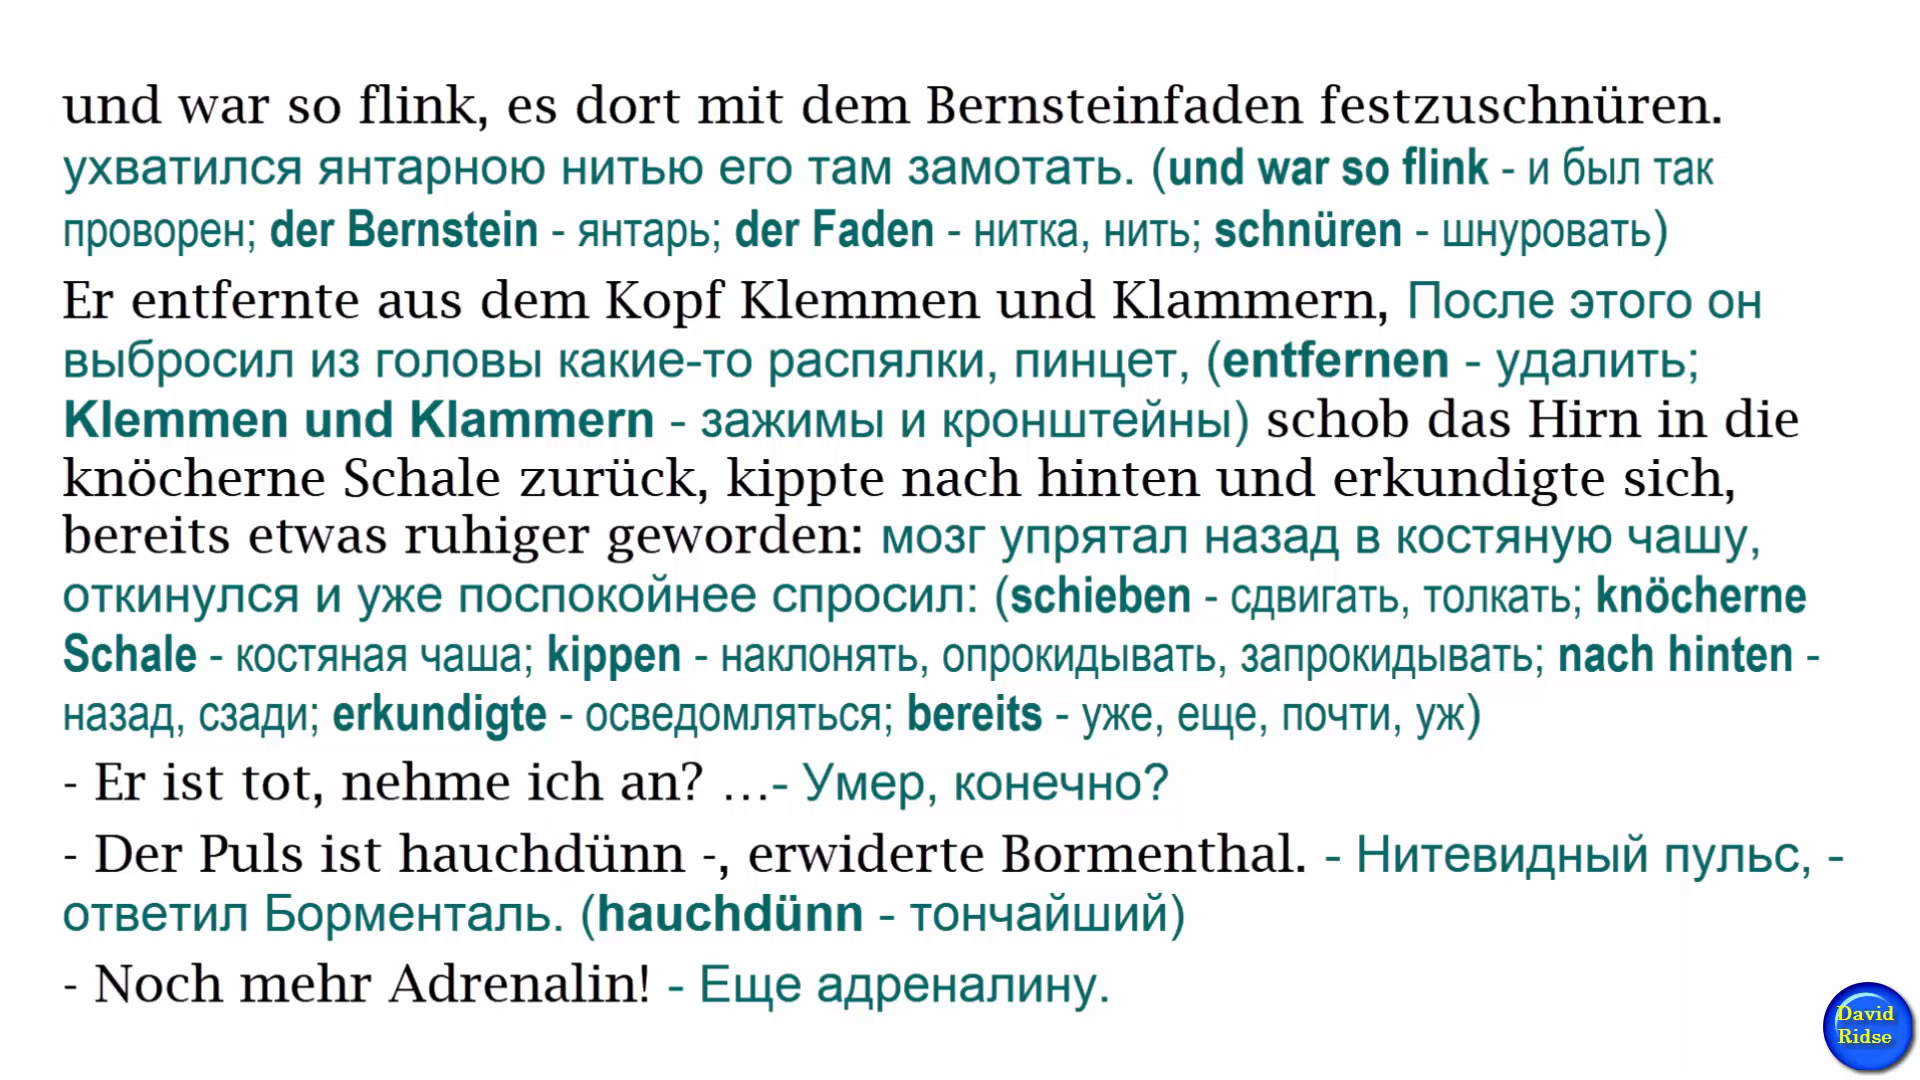 und war so flink, es dort mit dem Bernsteinfaden festzuschnüren.
ухватился янтарною нитью его там замотать. (und war so flink - и был так
проворен; der Bernstein - янтарь; der Faden - нитка, нить; schnüren - шнуровать)
Er entfernte aus dem Kopf Klemmen und Klammern, После этого он
выбросил из головы какие-то распялки, пинцет, (entfernen - удалить;
Klemmen und Klammern - зажимы и кронштейны) schob das Hirn in die
knöcherne Schale zurück, kippte nach hinten und erkundigte sich,
bereits etwas ruhiger geworden: мозг упрятал назад в костяную чашу,
откинулся и уже поспокойнее спросил: (schieben - сдвигать, толкать; knöcherne
Schale - костяная чаша; kippen - наклонять, опрокидывать, запрокидывать; nach hinten -
назад, сзади; erkundigte - осведомляться; bereits - уже, еще, почти, уж)
- Er ist tot, nehme ich an? …- Умер, конечно?
- Der Puls ist hauchdünn -, erwiderte Bormenthal. - Нитевидный пульс, -
ответил Борменталь. (hauchdünn - тончайший)
- Noch mehr Adrenalin! - Еще адреналину.
David
Ridse